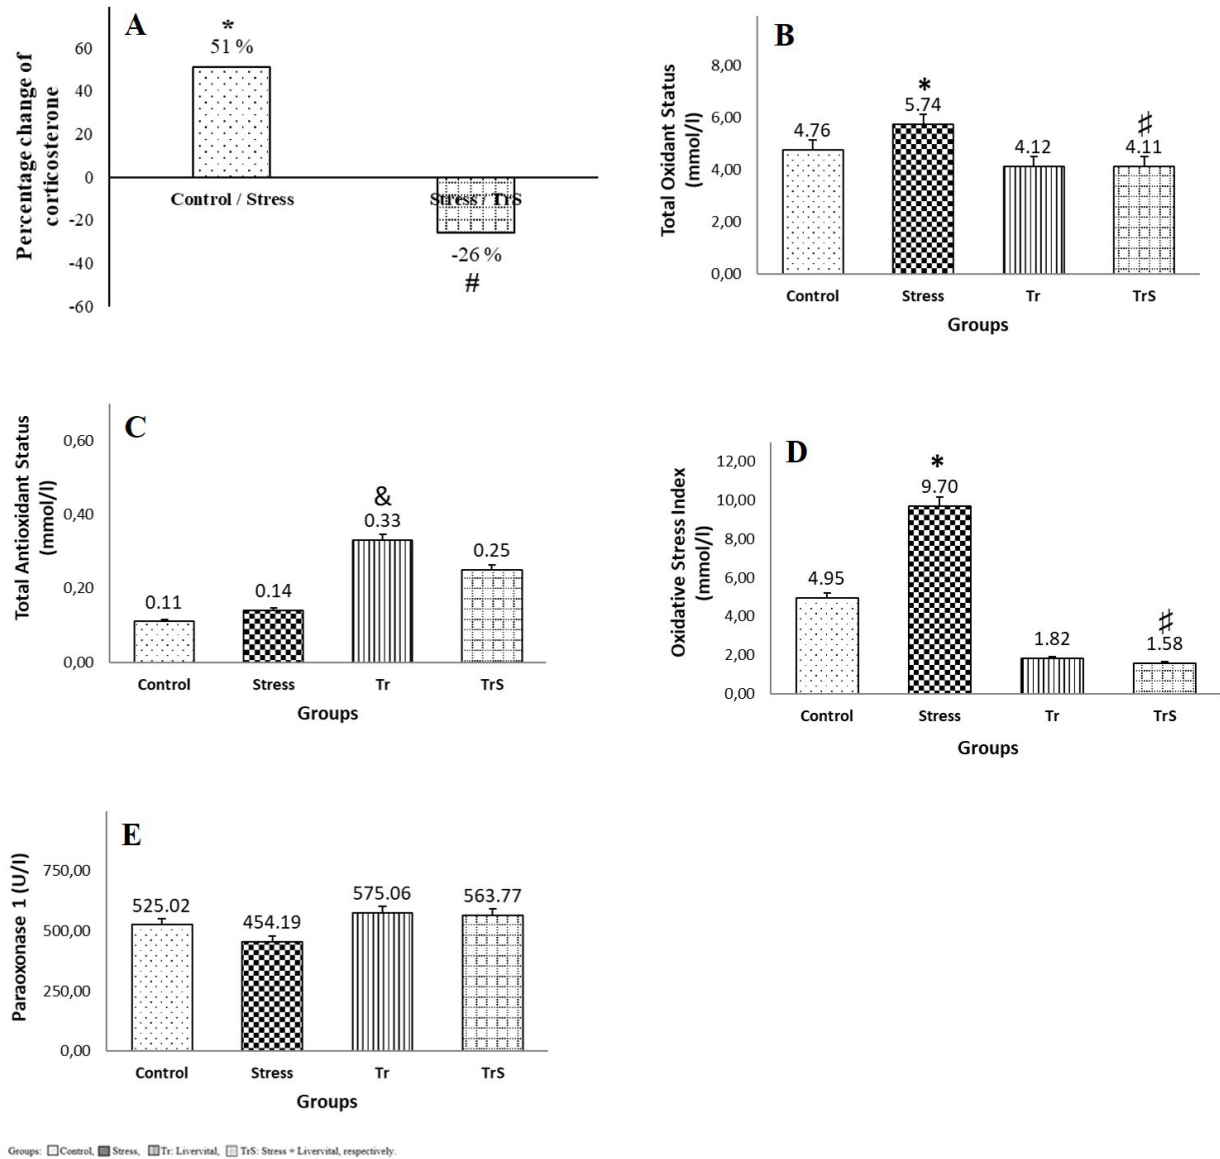 A
Percentage change of
corticosterone
60
40
20
0
-20
-40
-60
*
51 %
Control / Stress
Stress / TrS
-26 %
#
B
Total Oxidant Status
(mmol/l)
8,00
6,00
4,00
2,00
0,00
4.76
*
5.74
4.12
♯
4.11
Control Stress Tr TrS
Groups
C
Total Antioxidant Status
(mmol/l)
0,60
0,40
0,20
0,00
0.11
0.14
&
0.33
0.25
Control Stress Tr TrS
Groups
D
Oxidative Stress Index
(mmol/l)
12,00
10,00
8,00
6,00
4,00
2,00
0,00
4.95
*
9.70
1.82
♯
1.58
Control Stress Tr TrS
Groups
E
Paraoxonase 1 (U/l)
750,00
500,00
250,00
0,00
525.02
454.19
575.06
563.77
Control Stress Tr TrS
Groups
Groups: Control, Stress, Tr: Livervital, TrS: Stress + Livervital, respectively.